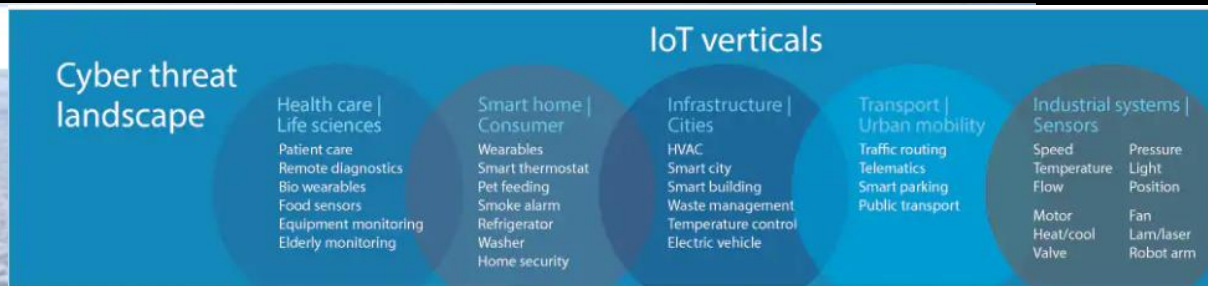 IoT verticals
Cyber threat
landscape
Health care |
Life sciences
Patient care
Remote diagnostics
Bio wearables
Food sensors
Equipment monitoring
Elderly monitoring
Smart home |
Consumer
Wearables
Smart thermostat
Pet feeding
Smoke alarm
Refrigerator
Washer
Home security
Infrastructure |
Cities
HVAC
Smart city
Smart building
Waste management
Temperature control
Electric vehicle
Transport |
Urban mobility
Traffic routing
Telematics
Smart parking
Public transport
Industrial systems |
Sensors
Speed Pressure
Temperature Light
Flow Position
Motor Fan
Heat/cool Lam/laser
Valve Robot arm